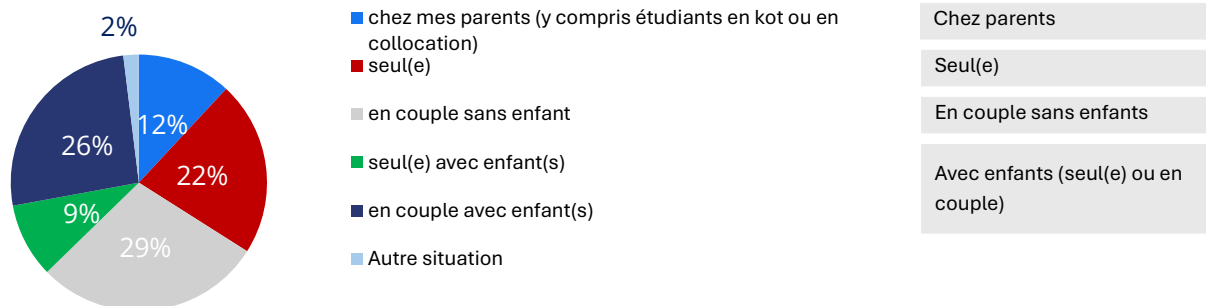 2%
12%
22%
29%
9%
26%
chez mes parents (y compris étudiants en kot ou en
collocation)
seul(e)
en couple sans enfant
seul(e) avec enfant(s)
en couple avec enfant(s)
Autre situation
Chez parents
Seul(e)
En couple sans enfants
Avec enfants (seul(e) ou en
couple)